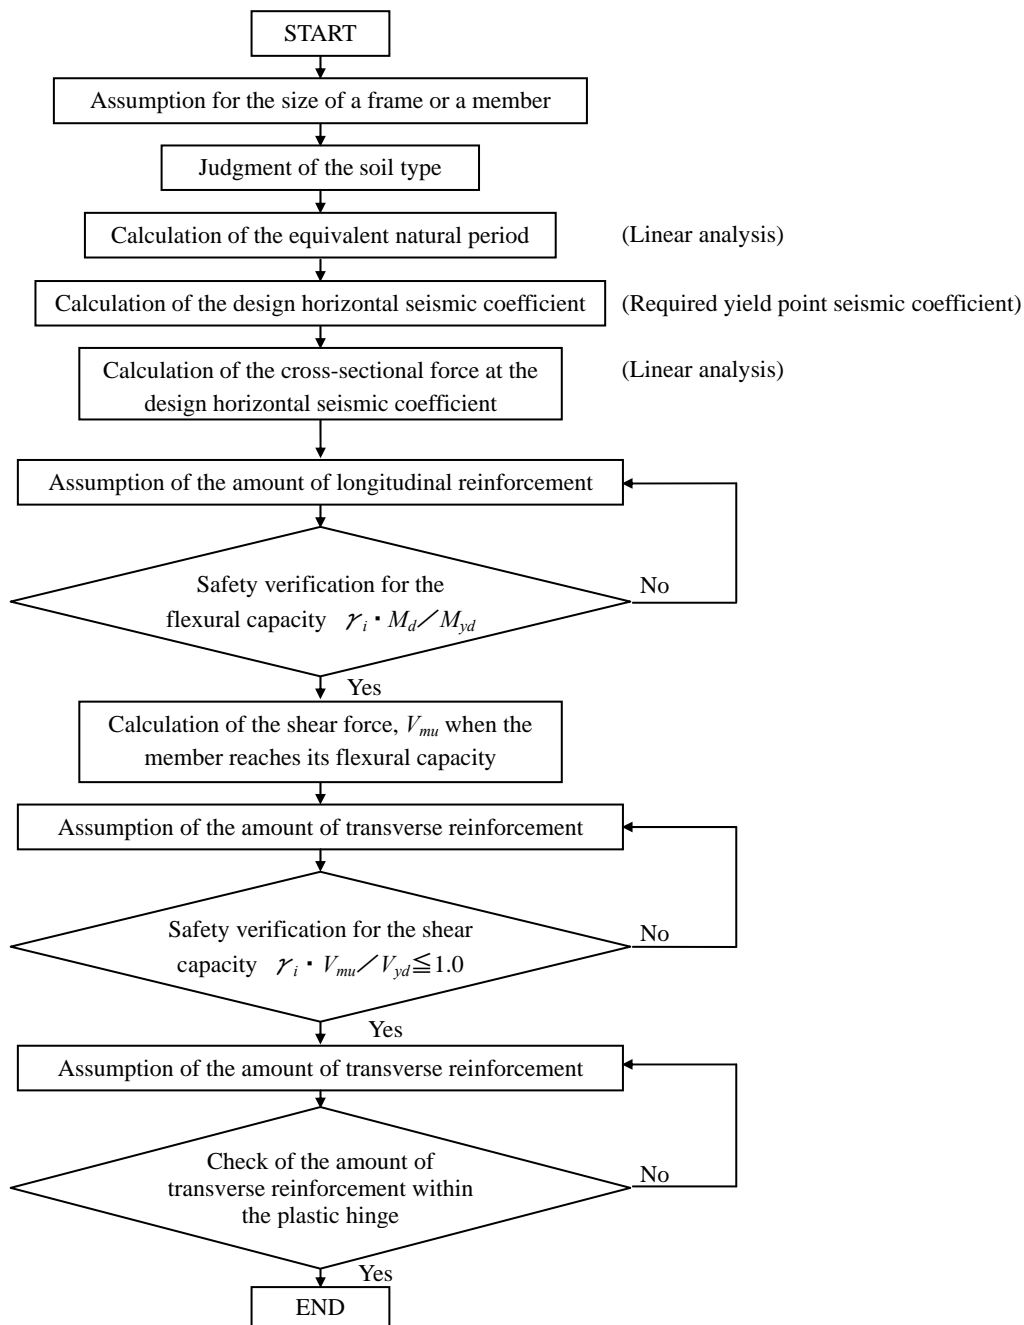 START
Assumption for the size of a frame or a member
Judgment of the soil type
Calculation of the equivalent natural period
(Linear analysis)
Calculation of the design horizontal seismic coefficient
(Required yield point seismic coefficient)
Calculation of the cross-sectional force at the
design horizontal seismic coefficient
(Linear analysis)
Assumption of the amount of longitudinal reinforcement
Safety verification for the
flexural capacity γi・Md／Myd
No
Yes
Calculation of the shear force, Vmu when the
member reaches its flexural capacity
Assumption of the amount of transverse reinforcement
Safety verification for the shear
capacity γi・Vmu／Vyd≦1.0
No
Yes
Assumption of the amount of transverse reinforcement
Check of the amount of
transverse reinforcement within
the plastic hinge
No
Yes
END